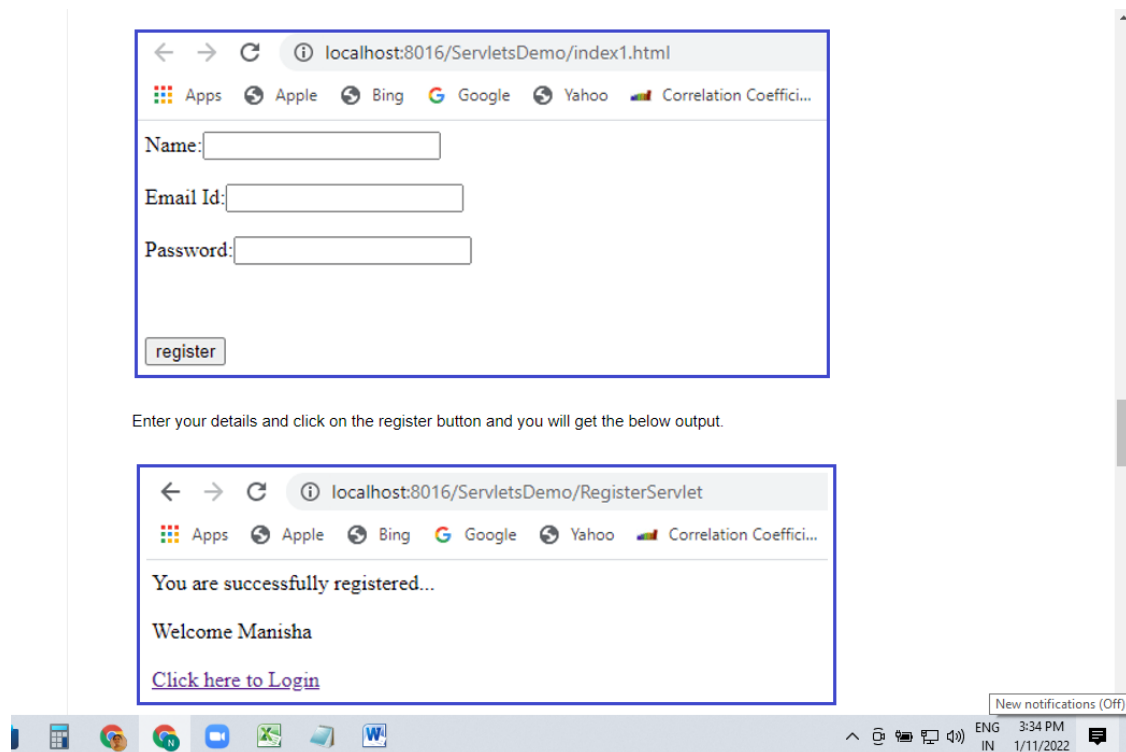 localhost:8016/ServletsDemo/index1.html
Apps Apple Bing G Google Yahoo Correlation Coeffici...
Name:
Email Id:
Password:
register
Enter your details and click on the register button and you will get the below output.
localhost:8016/ServletsDemo/RegisterServlet
Apps Apple Bing G Google Yahoo Correlation Coeffici...
You are successfully registered...
Welcome Manisha
Click here to Login
New notifications (Off)
ENG 3:34 PM
IN 1/11/2022